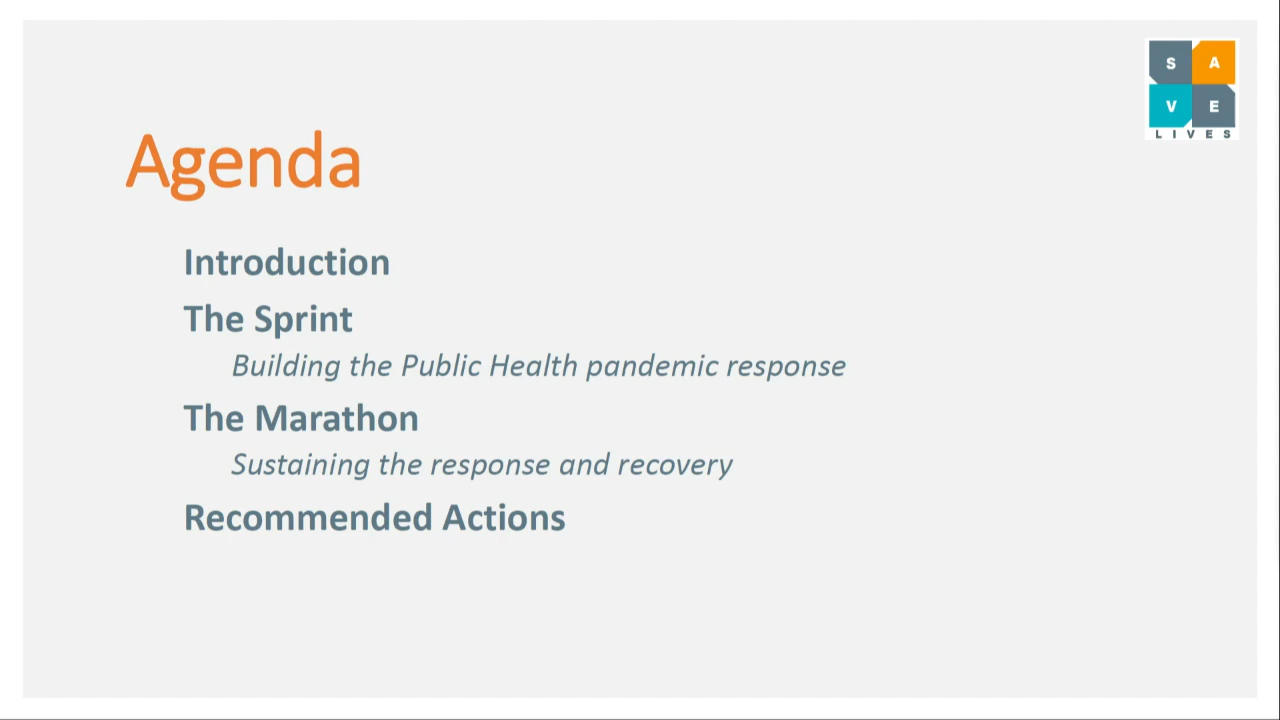 S A
V E
LIVES
Agenda
Introduction
The Sprint
Building the Public Health pandemic response
The Marathon
Sustaining the response and recovery
Recommended Actions